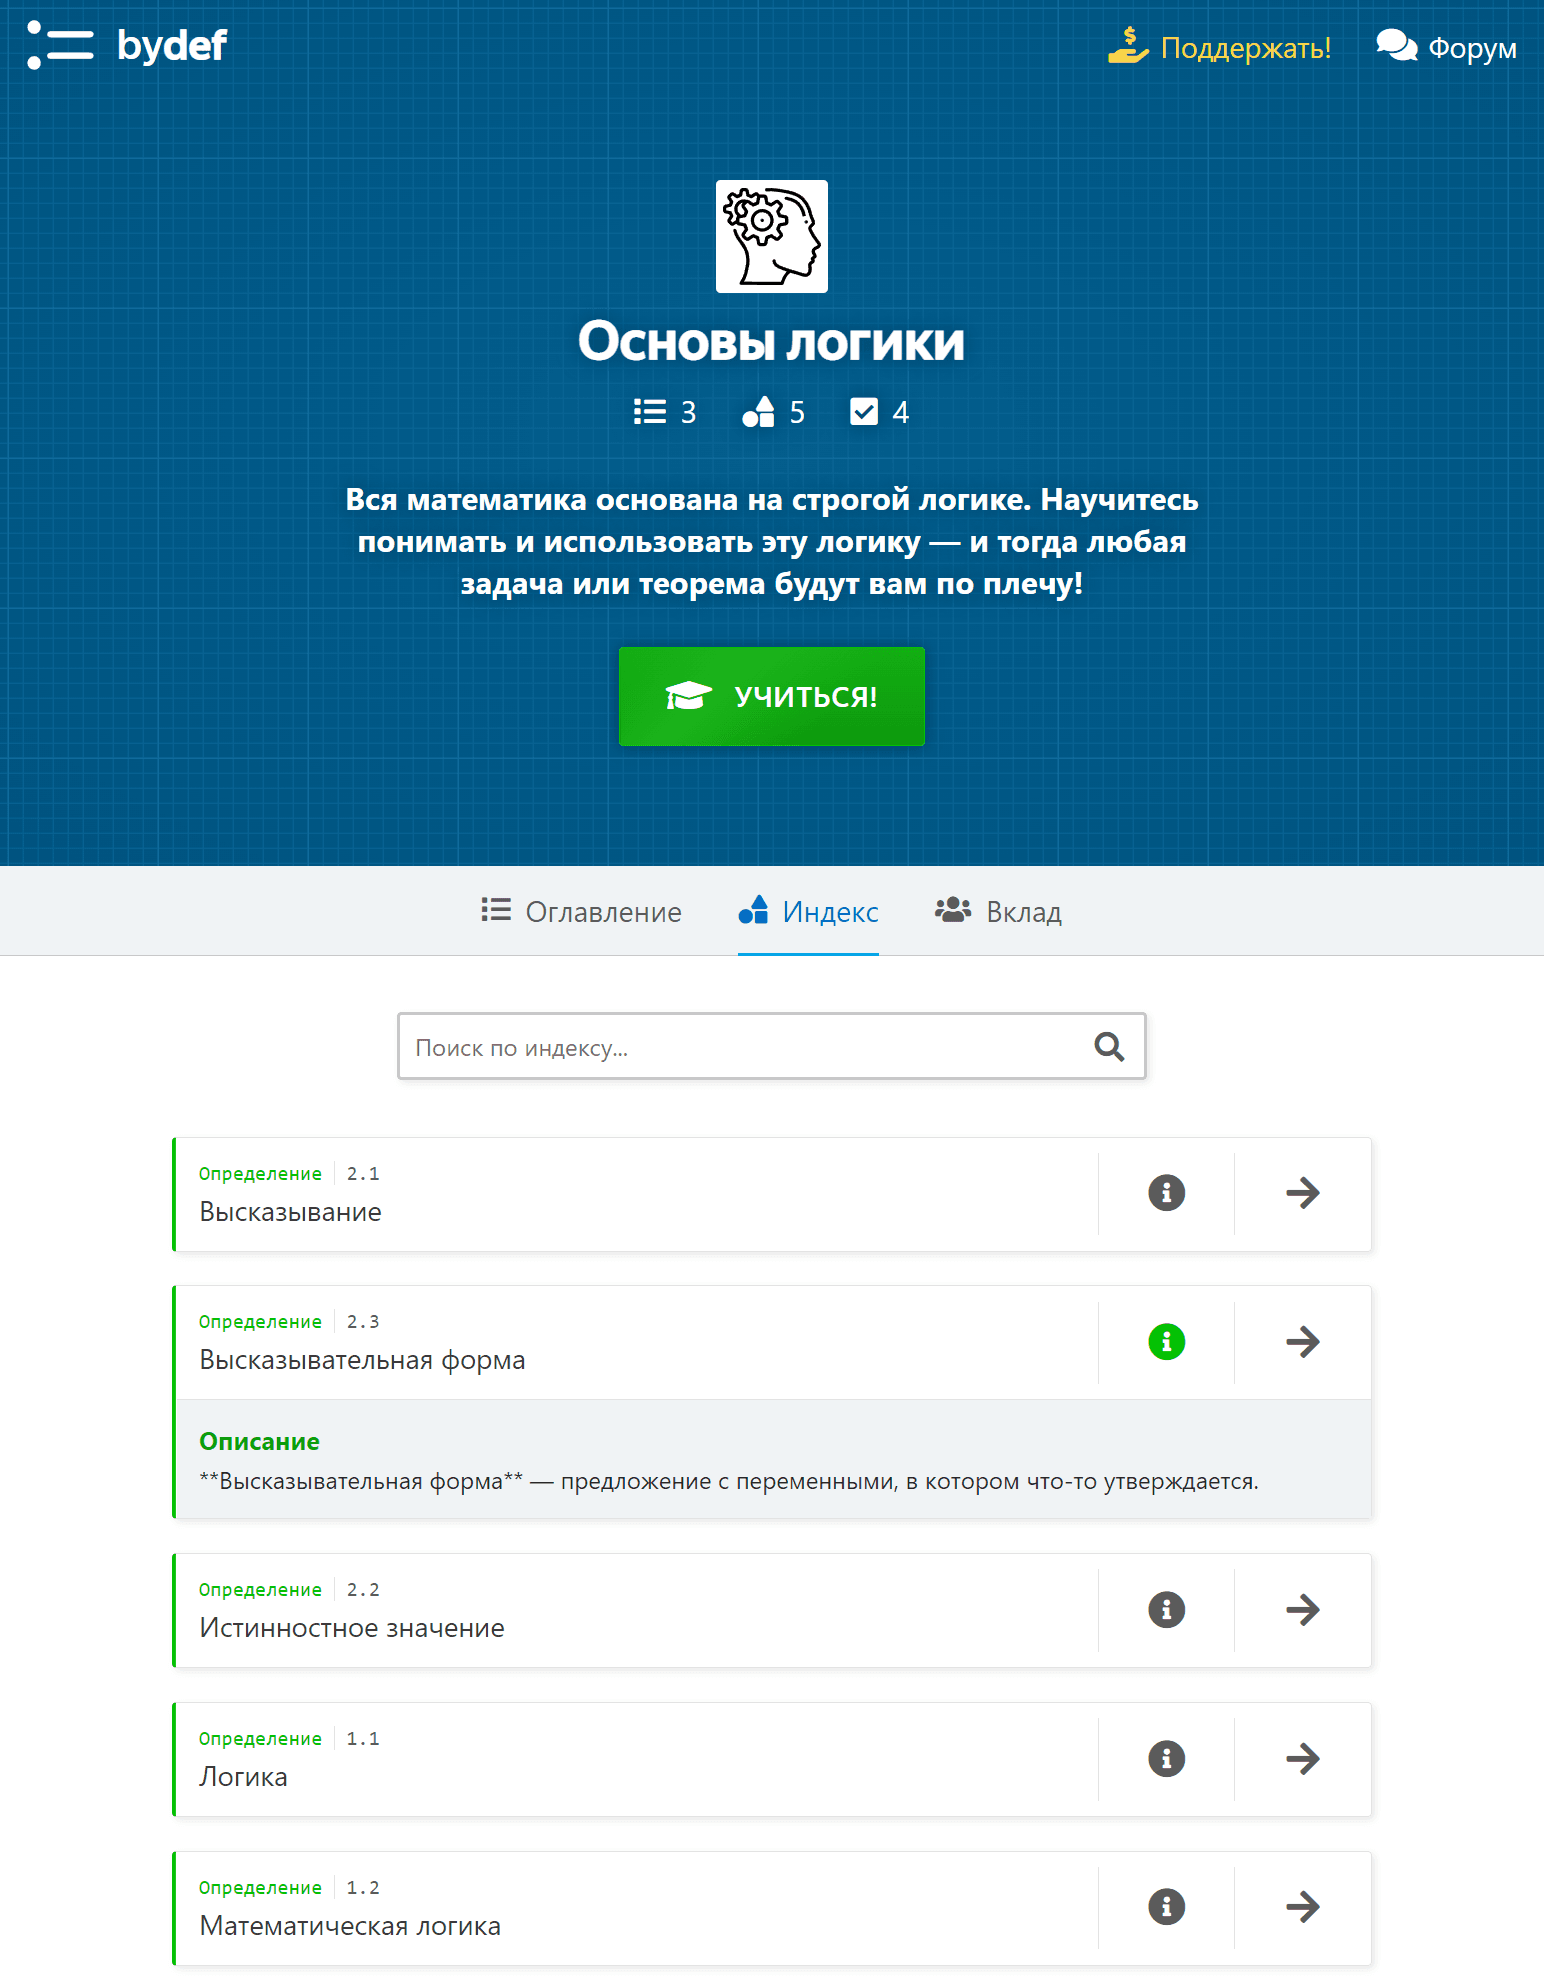 bydef
Поддержать!
Форум
Основы логики
3 5 4
Вся математика основана на строгой логике. Научитесь
понимать и использовать эту логику — и тогда любая
задача или теорема будут вам по плечу!
УЧИТЬСЯ!
Оглавление Индекс Вклад
Поиск по индексу...
Определение 2.1
Высказывание
Определение 2.3
Высказывательная форма
Описание
**Высказывательная форма** — предложение с переменными, в котором что-то утверждается.
Определение 2.2
Истинностное значение
Определение 1.1
Логика
Определение 1.2
Математическая логика